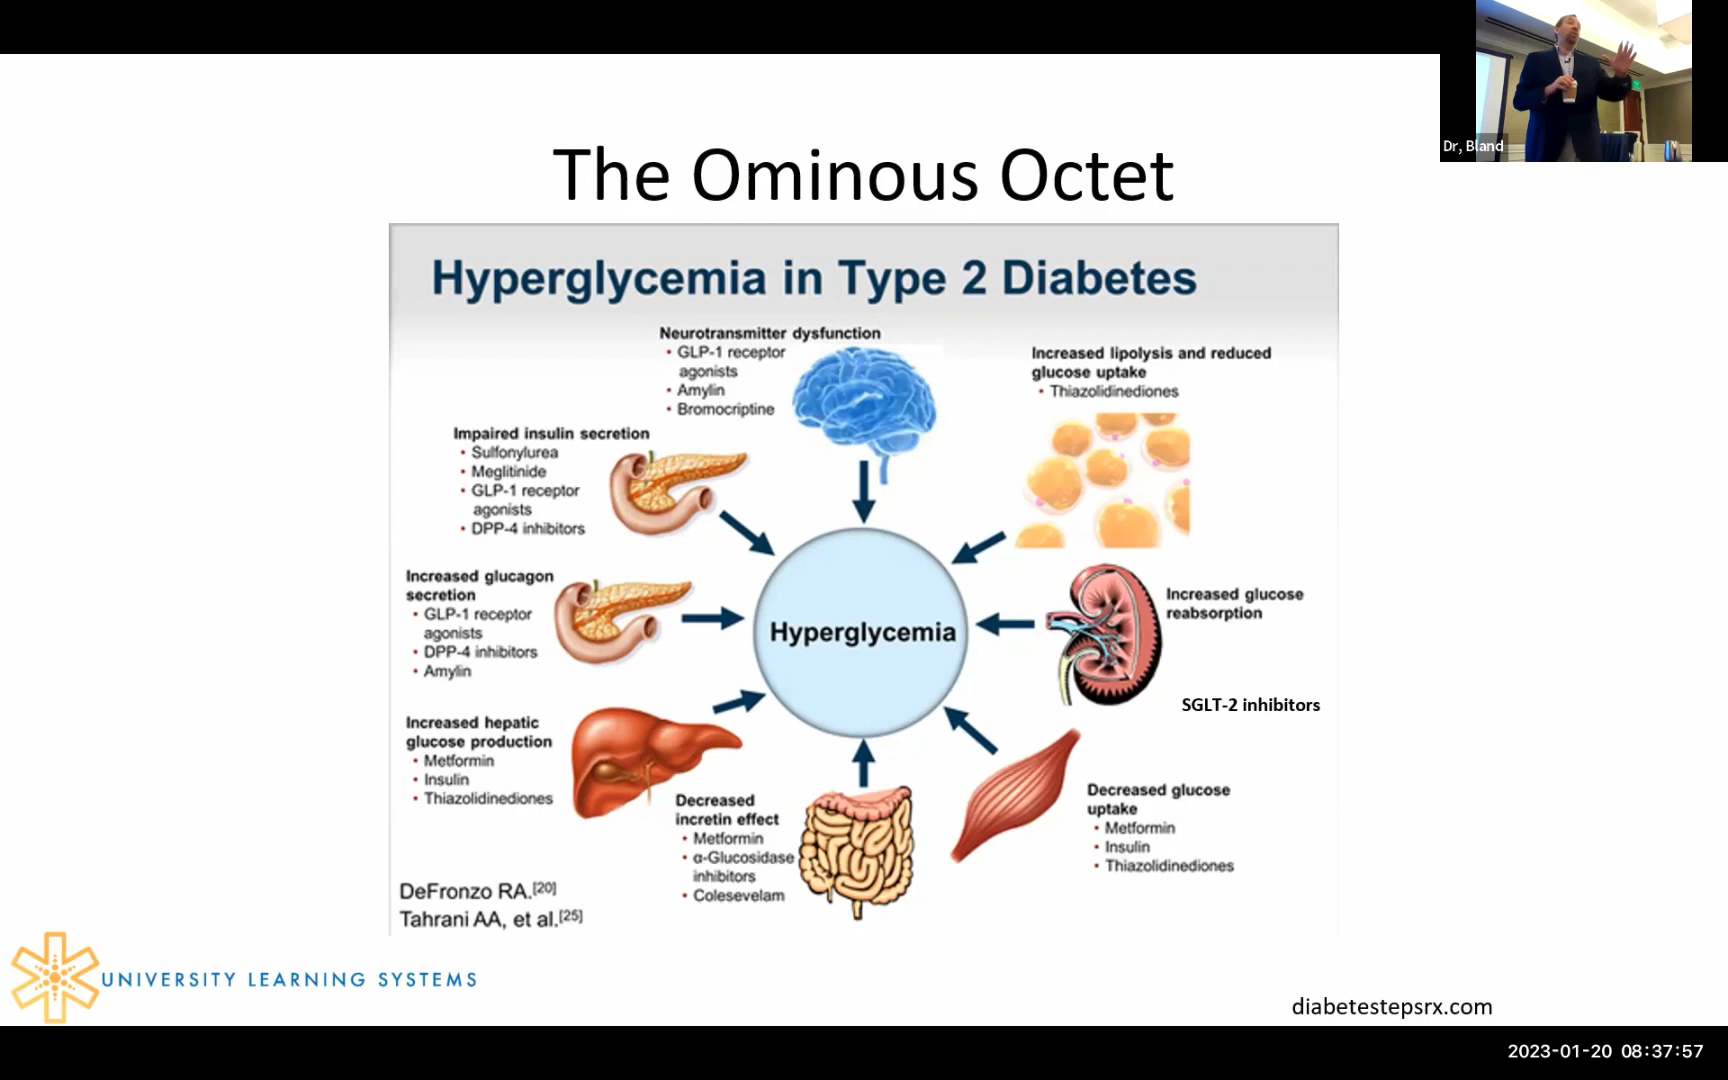 Dr, Bland
The Ominous Octet
Hyperglycemia in Type 2 Diabetes
Neurotransmitter dysfunction
• GLP-1 receptor
agonists
• Amylin
• Bromocriptine
Increased lipolysis and reduced
glucose uptake
• Thiazolidinediones
Impaired insulin secretion
• Sulfonylurea
• Meglitinide
• GLP-1 receptor
agonists
• DPP-4 inhibitors
Increased glucagon
secretion
• GLP-1 receptor
agonists
• DPP-4 inhibitors
• Amylin
Hyperglycemia
Increased glucose
reabsorption
SGLT-2 inhibitors
Increased hepatic
glucose production
• Metformin
• Insulin
• Thiazolidinediones
Decreased
incretin effect
• Metformin
• α-Glucosidase
inhibitors
• Colesevelam
Decreased glucose
uptake
• Metformin
• Insulin
• Thiazolidinediones
DeFronzo RA.[20]
Tahrani AA, et al.[25]
UNIVERSITY LEARNING SYSTEMS
diabetestepsrx.com
2023-01-20 08:37:57